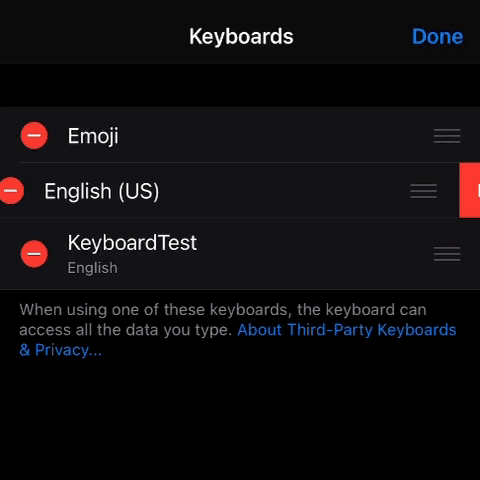 Keyboards
Done
Emoji
English (US)
KeyboardTest
English
When using one of these keyboards, the keyboard can
access all the data you type. About Third-Party Keyboards
& Privacy...